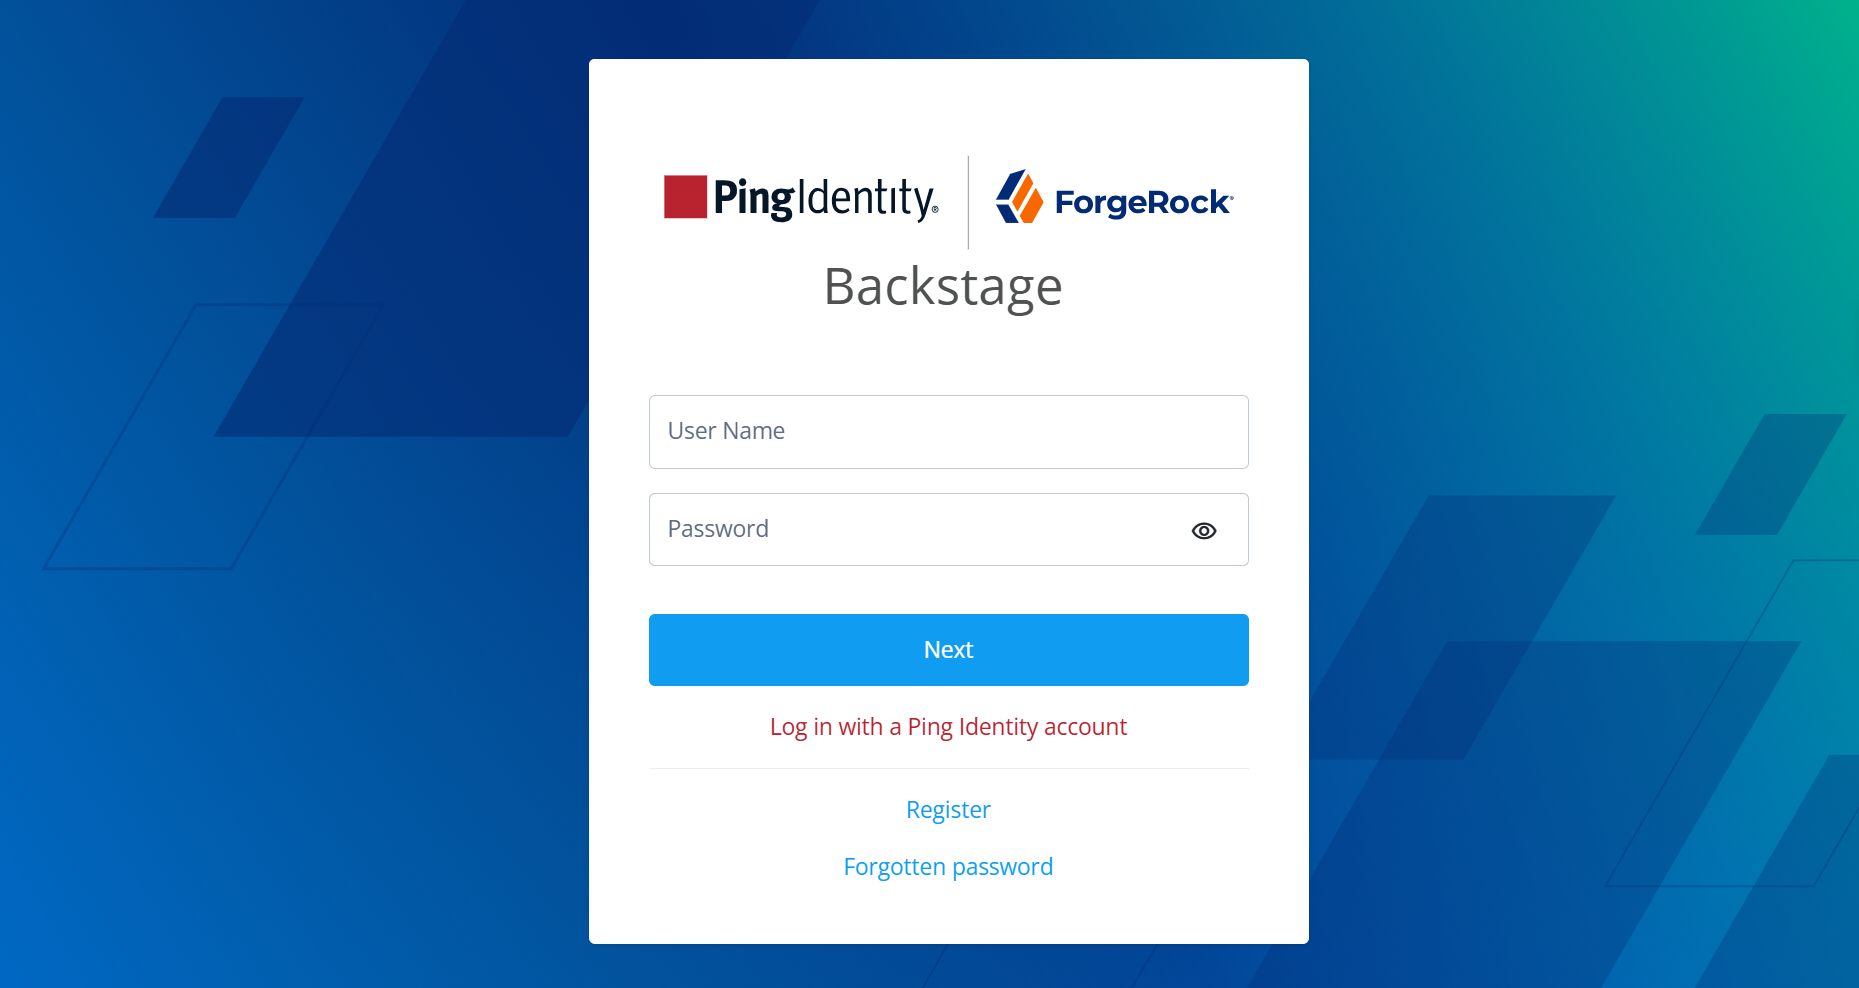 PingIdentity® ForgeRock®
Backstage
User Name
Password
Next
Log in with a Ping Identity account
Register
Forgotten password